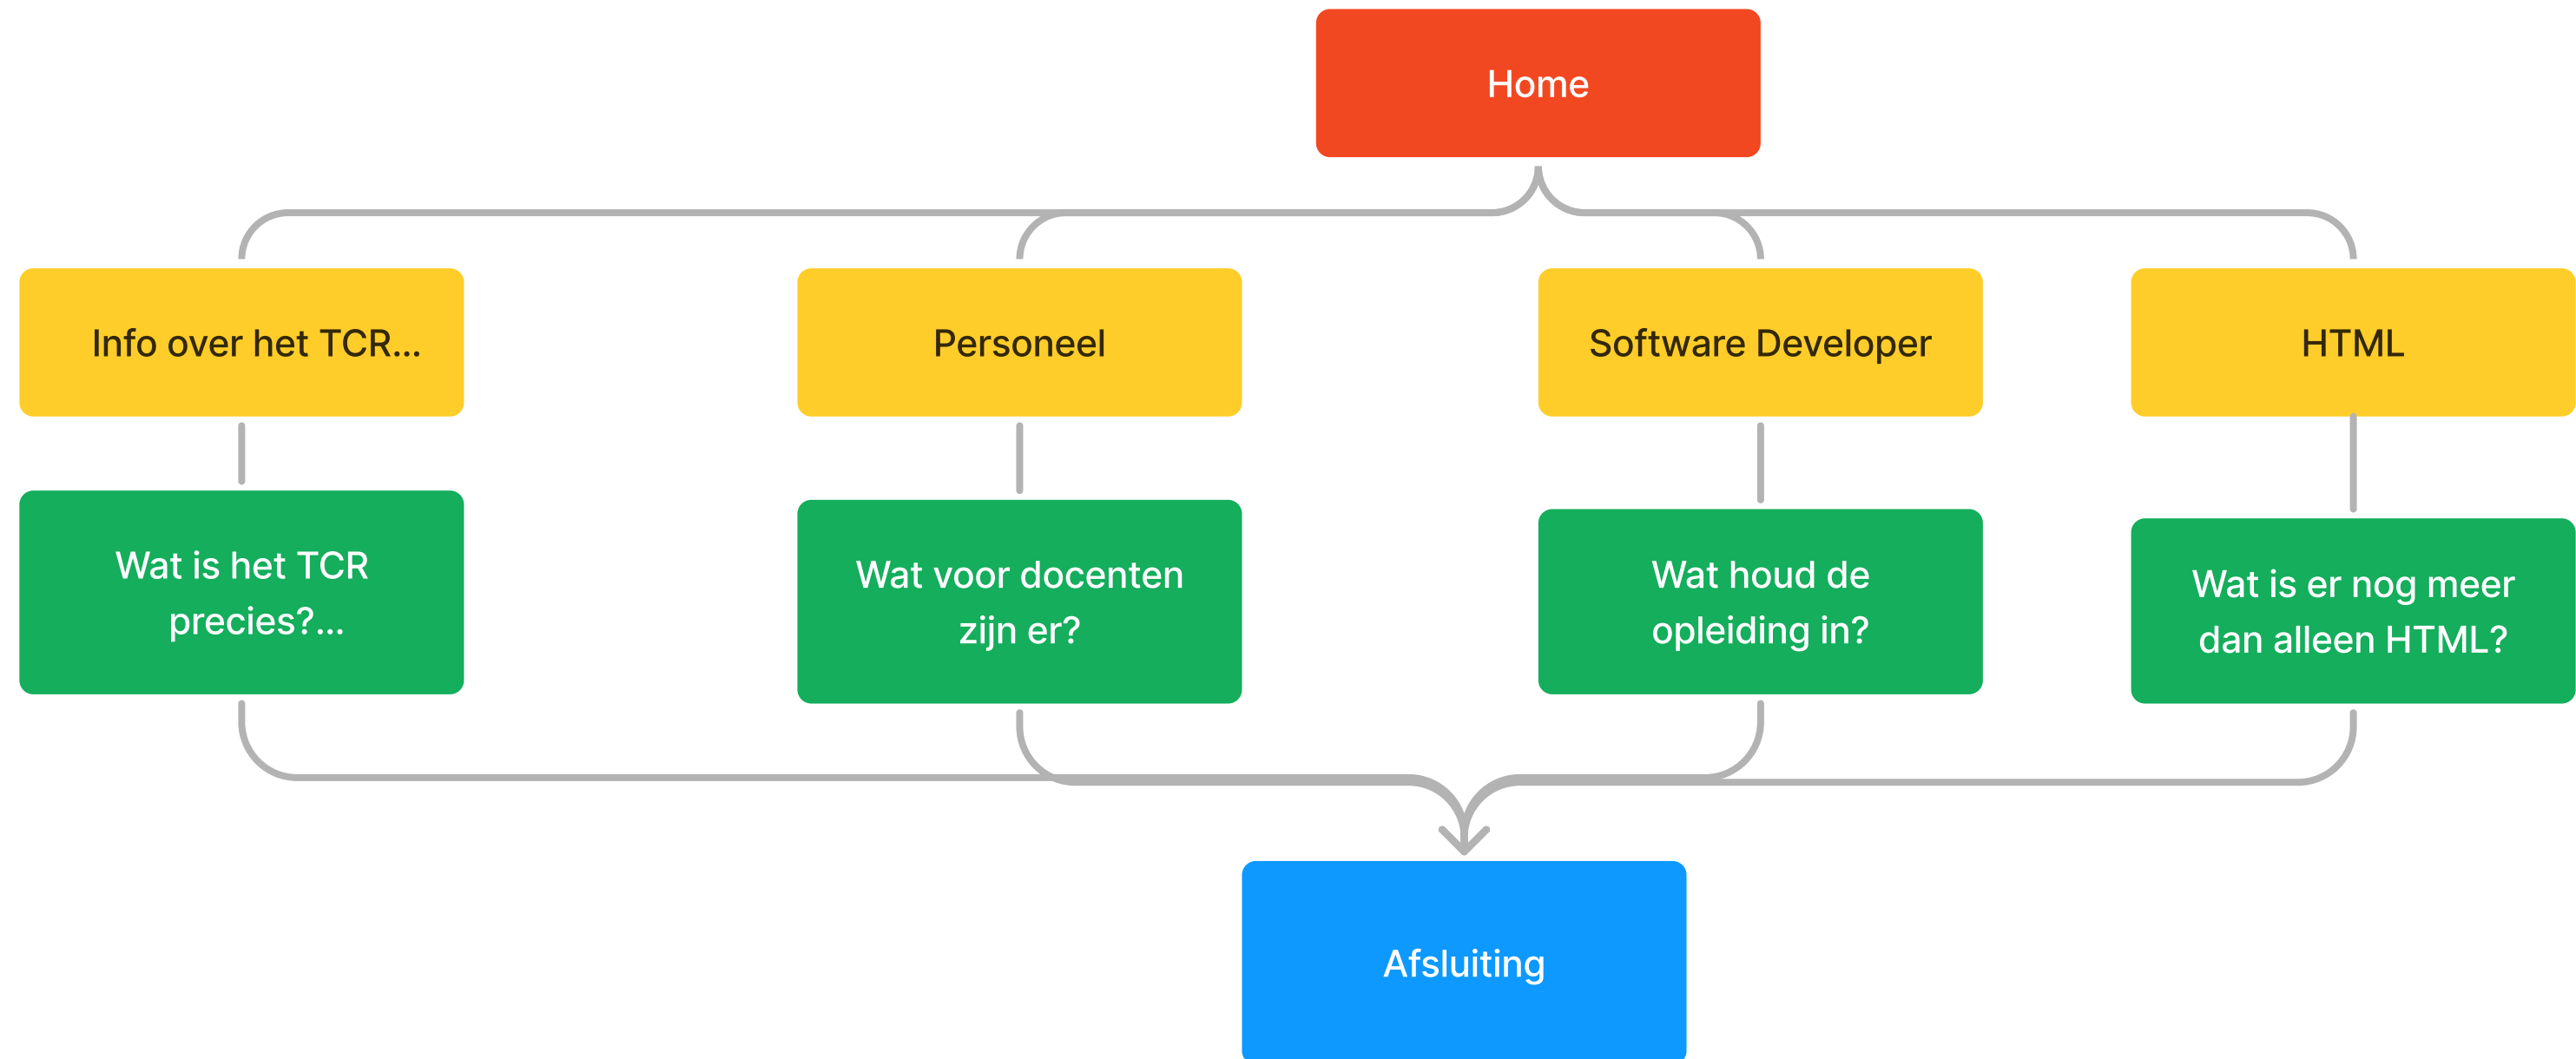 Home
Info over het TCR...
Personeel
Software Developer
HTML
Wat is het TCR
precies?...
Wat voor docenten
zijn er?
Wat houd de
opleiding in?
Wat is er nog meer
dan alleen HTML?
Afsluiting